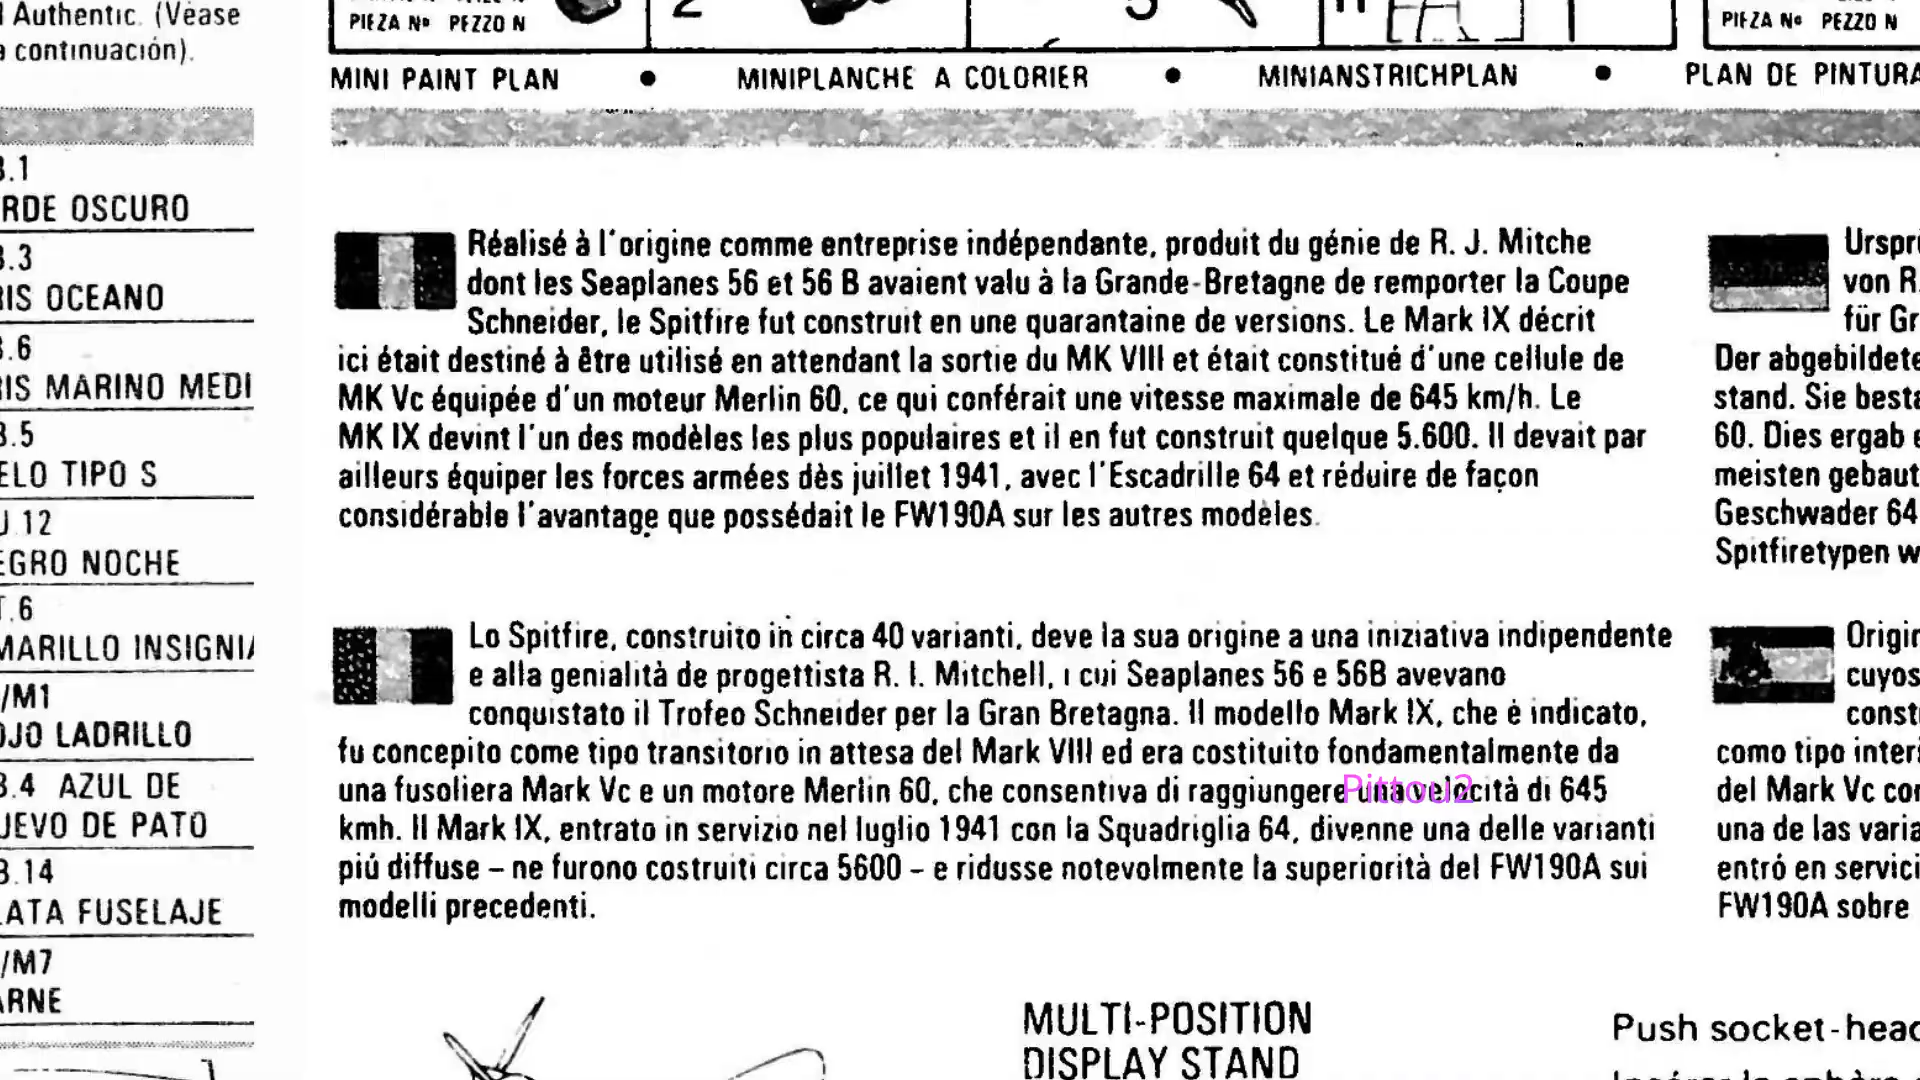 Authentic. (Véase
continuación).
PIEZA Nº PEZZO N
2
5
PIEZA Nº PEZZO N
MINI PAINT PLAN • MINIPLANCHE A COLORIER • MINIANSTRICHPLAN • PLAN DE PINTURA
.1
RDE OSCURO
.3
IS OCEANO
.6
IS MARINO MEDI
.5
ELO TIPO S
.12
EGRO NOCHE
.6
MARILLO INSIGNIA
/M1
OJO LADRILLO
.4 AZUL DE
UEVO DE PATO
.14
LATA FUSELAJE
/M7
ARNE
Réalisé à l'origine comme entreprise indépendante, produit du génie de R. J. Mitche
dont les Seaplanes 56 et 56 B avaient valu à la Grande-Bretagne de remporter la Coupe
Schneider, le Spitfire fut construit en une quarantaine de versions. Le Mark IX décrit
ici était destiné à être utilisé en attendant la sortie du MK VIII et était constitué d'une cellule de
MK Vc équipée d'un moteur Merlin 60, ce qui conférait une vitesse maximale de 645 km/h. Le
MK IX devint l'un des modèles les plus populaires et il en fut construit quelque 5.600. Il devait par
ailleurs équiper les forces armées dès juillet 1941, avec l'Escadrille 64 et réduire de façon
considérable l'avantage que possédait le FW190A sur les autres modèles.
Urspr
von R.
für Gr
Der abgebildete
stand. Sie besta
60. Dies ergab e
meisten gebaut
Geschwader 64
Spitfiretypen w
Lo Spitfire, construito in circa 40 varianti, deve la sua origine a una iniziativa indipendente
e alla genialità de progettista R. I. Mitchell, i cui Seaplanes 56 e 56B avevano
conquistato il Trofeo Schneider per la Gran Bretagna. Il modello Mark IX, che è indicato,
fu concepito come tipo transitorio in attesa del Mark VIII ed era costituito fondamentalmente da
una fusoliera Mark Vc e un motore Merlin 60, che consentiva di raggiungere una velocità di 645
kmh. Il Mark IX, entrato in servizio nel luglio 1941 con la Squadriglia 64, divenne una delle varianti
piú diffuse – ne furono costruiti circa 5600 – e ridusse notevolmente la superiorità del FW190A sui
modelli precedenti.
Pittou2
Origin
cuyos
const
como tipo interi
del Mark Vc con
una de las varia
entró en servici
FW190A sobre
MULTI-POSITION
DISPLAY STAND
Push socket-head